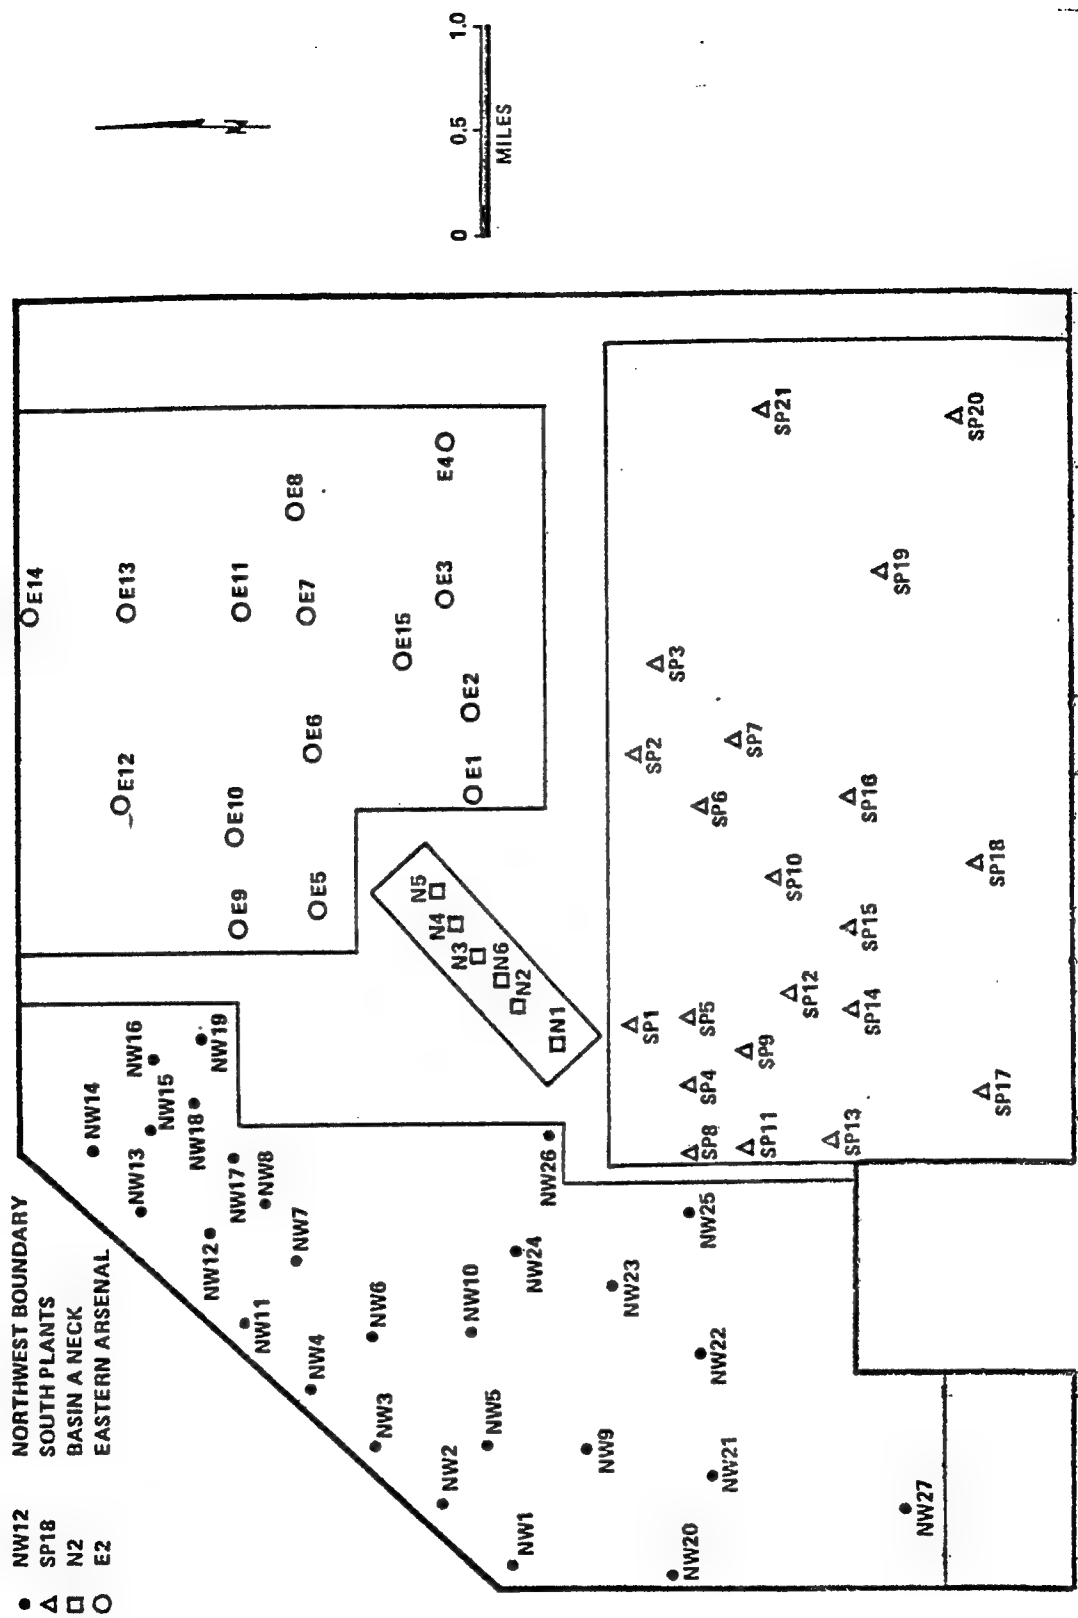 ● NW12 NORTHWEST BOUNDARY
△ SP18 SOUTH PLANTS
□ N2 BASIN A NECK
○ E2 EASTERN ARSENAL
NW14
NW13
NW16
NW15
NW18
NW19
NW17
NW12
NW8
NW11
NW7
NW4
NW6
NW3
NW10
NW2
NW5
NW24
NW26
NW1
NW9
NW23
NW25
NW22
NW21
NW20
NW27
E14
E13
E12
E11
E10
E9
E8
E7
E6
E5
E15
E4
E3
E2
E1
N5
N4
N3
N6
N2
N1
SP1
SP2
SP3
SP5
SP4
SP8
SP6
SP7
SP9
SP11
SP21
SP10
SP12
SP13
SP14
SP15
SP16
SP19
SP20
SP17
SP18
N
0 0.5 1.0
MILES